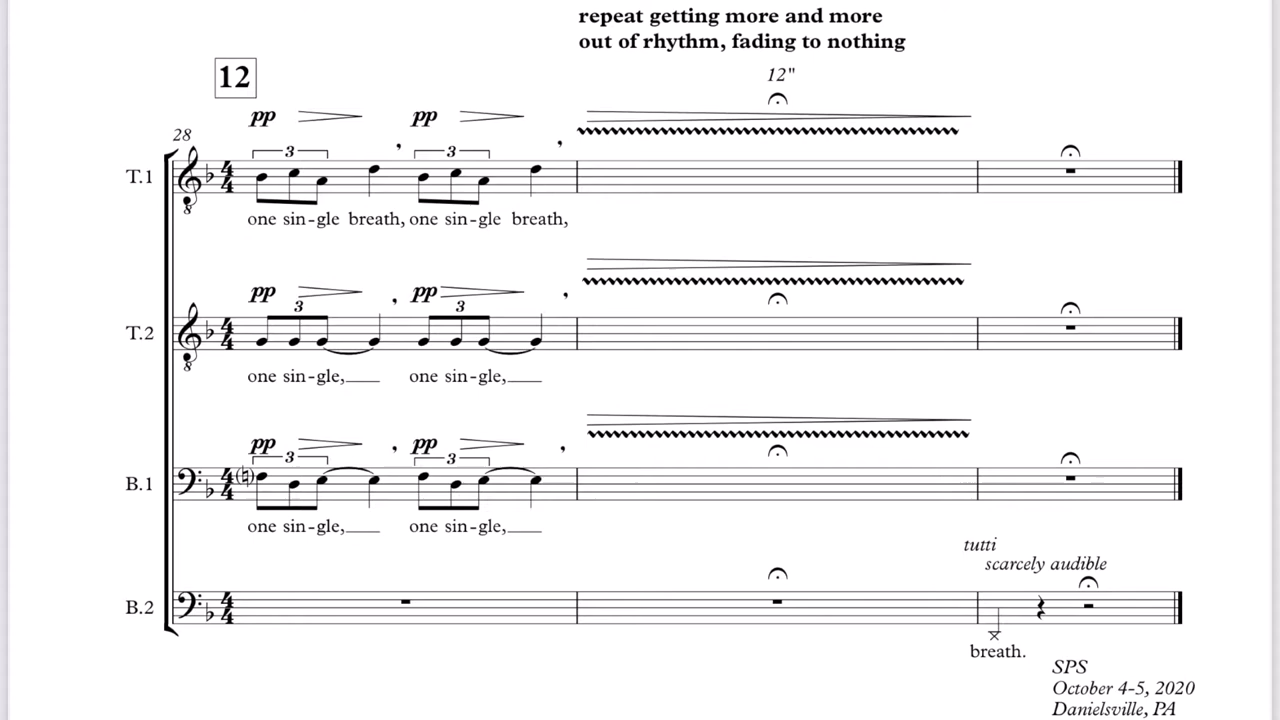 repeat getting more and more
out of rhythm, fading to nothing
12"
12
pp pp
28
3 3
T.1
one sin-gle breath, one sin-gle breath,
pp pp
3 3
T.2
one sin-gle, one sin-gle,
pp pp
3 3
B.1
one sin-gle, one sin-gle,
tutti
scarcely audible
B.2
breath.
SPS
October 4-5, 2020
Danielsville, PA